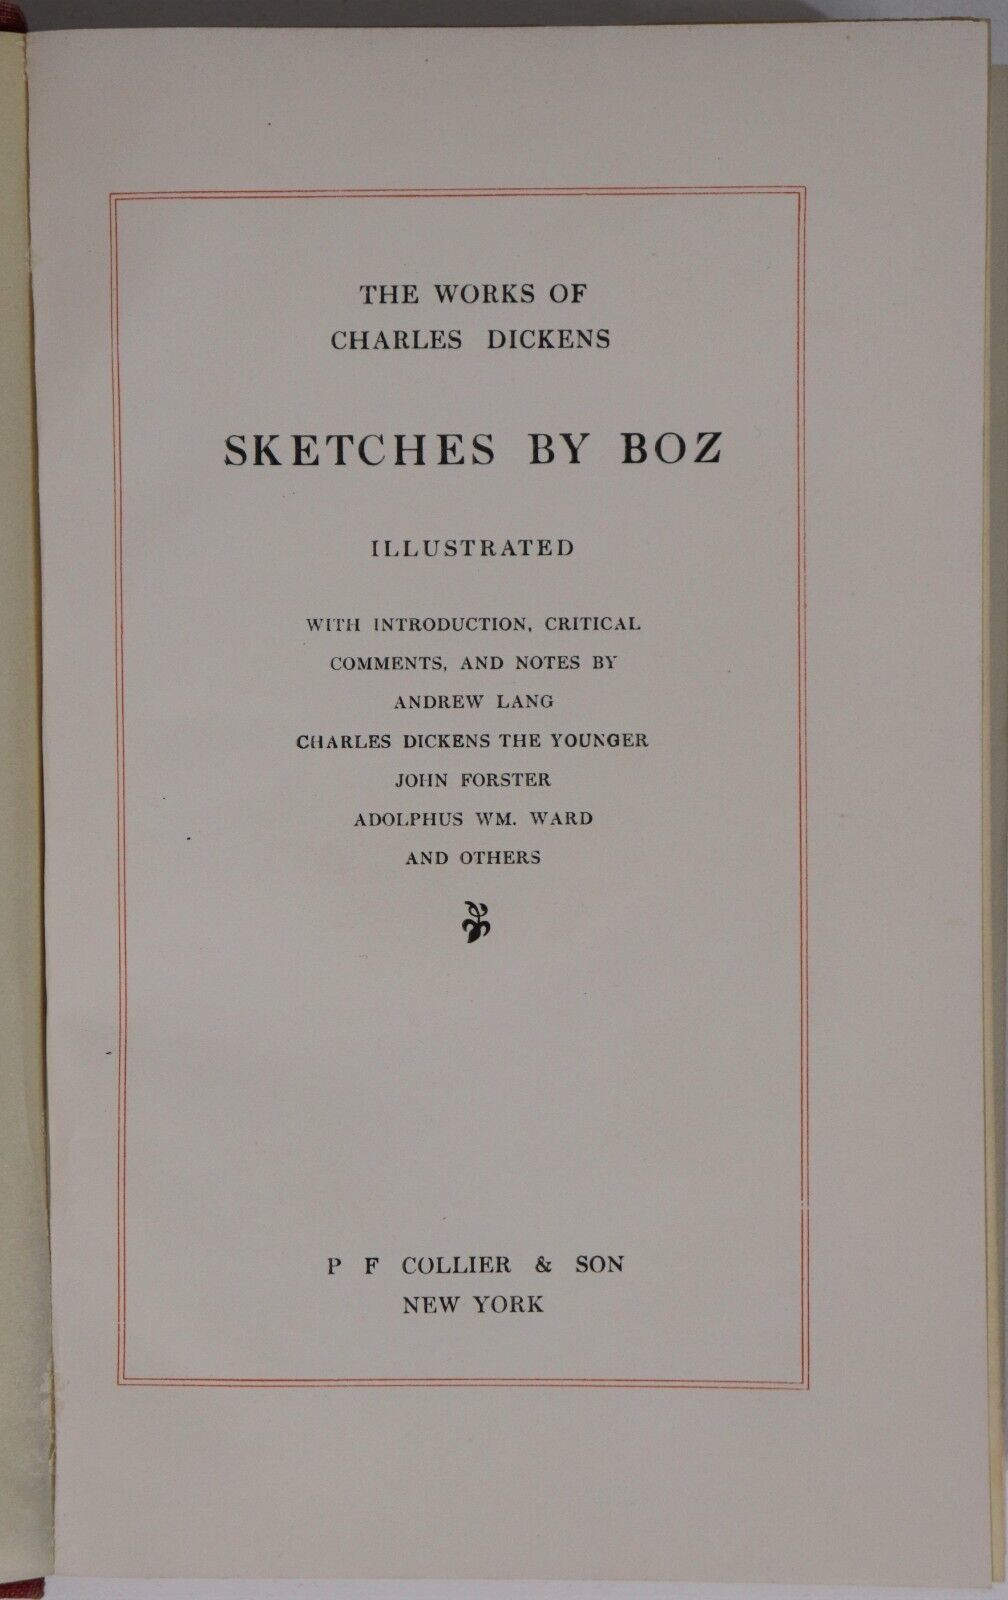 THE WORKS OF
CHARLES DICKENS
SKETCHES BY BOZ
ILLUSTRATED
WITH INTRODUCTION, CRITICAL
COMMENTS, AND NOTES BY
ANDREW LANG
CHARLES DICKENS THE YOUNGER
JOHN FORSTER
ADOLPHUS WM. WARD
AND OTHERS
P F COLLIER & SON
NEW YORK